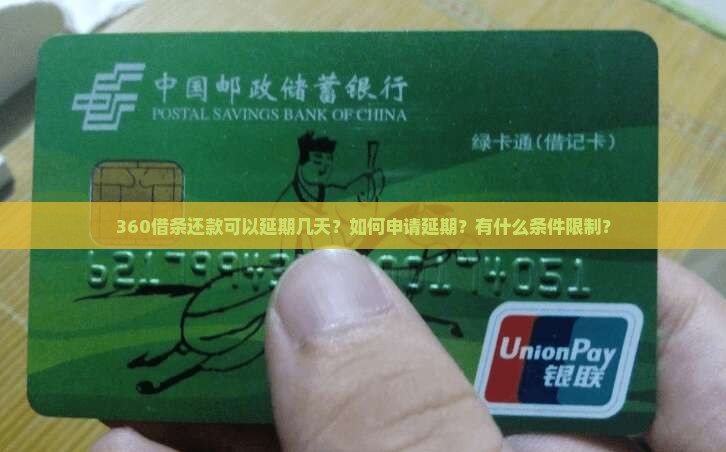 中国邮政储蓄银行
POSTAL SAVINGS BANK OF CHINA
绿卡通(借记卡)
360借条还款可以延期几天？如何申请延期？有什么条件限制？
UnionPay
银联